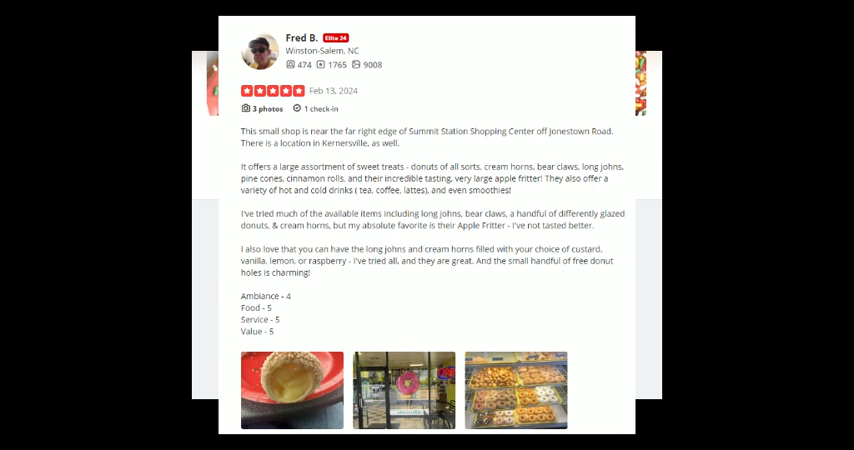 Fred B. Elite 24
Winston-Salem, NC
474 1765 9008
Feb 13, 2024
3 photos 1 check-in
This small shop is near the far right edge of Summit Station Shopping Center off Jonestown Road.
There is a location in Kernersville, as well.
It offers a large assortment of sweet treats - donuts of all sorts, cream horns, bear claws, long johns,
pine cones, cinnamon rolls, and their incredible tasting, very large apple fritter! They also offer a
variety of hot and cold drinks ( tea, coffee, lattes), and even smoothies!
I've tried much of the available items including long johns, bear claws, a handful of differently glazed
donuts, & cream horns, but my absolute favorite is their Apple Fritter - I've not tasted better.
I also love that you can have the long johns and cream horns filled with your choice of custard,
vanilla, lemon, or raspberry - I've tried all, and they are great. And the small handful of free donut
holes is charming!
Ambiance - 4
Food - 5
Service - 5
Value - 5